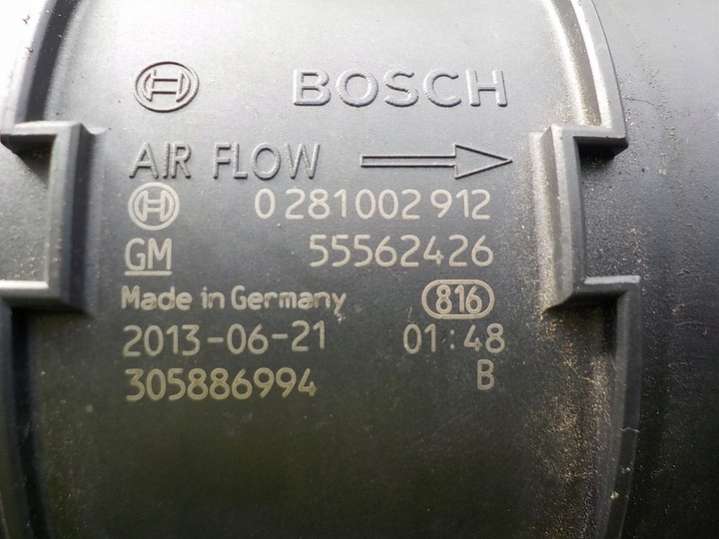 BOSCH
AIR FLOW
0 281 002 912
GM 55562426
Made in Germany 816
2013-06-21 01:48
305886994 B